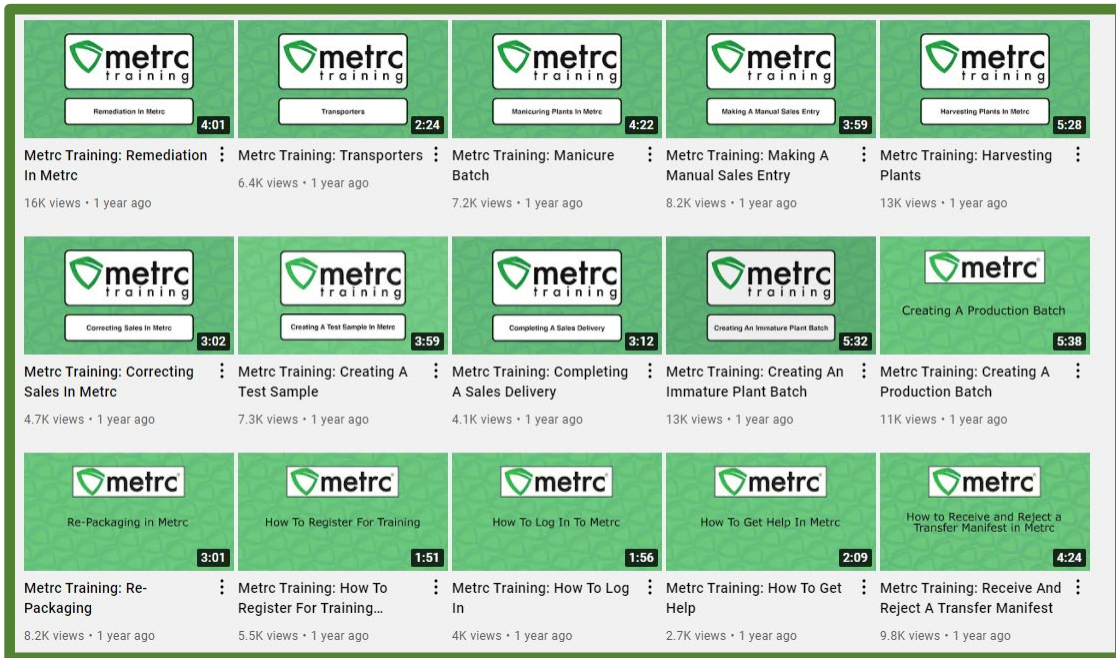 metrc
training
Remediation In Metrc
4:01
Metrc Training: Remediation
In Metrc
16K views • 1 year ago
metrc
training
Transporters
2:24
Metrc Training: Transporters
6.4K views • 1 year ago
metrc
training
Manicuring Plants In Metrc
4:22
Metrc Training: Manicure
Batch
7.2K views • 1 year ago
metrc
training
Making A Manual Sales Entry
3:59
Metrc Training: Making A
Manual Sales Entry
8.2K views • 1 year ago
metrc
training
Harvesting Plants In Metrc
5:28
Metrc Training: Harvesting
Plants
13K views • 1 year ago
metrc
training
Correcting Sales In Metrc
3:02
Metrc Training: Correcting
Sales In Metrc
4.7K views • 1 year ago
metrc
training
Creating A Test Sample In Metrc
3:59
Metrc Training: Creating A
Test Sample
7.3K views • 1 year ago
metrc
training
Completing A Sales Delivery
3:12
Metrc Training: Completing
A Sales Delivery
4.1K views • 1 year ago
metrc
training
Creating An Immature Plant Batch
5:32
Metrc Training: Creating An
Immature Plant Batch
13K views • 1 year ago
metrc
Creating A Production Batch
5:38
Metrc Training: Creating A
Production Batch
11K views • 1 year ago
metrc
Re-Packaging in Metrc
3:01
Metrc Training: Re-
Packaging
8.2K views • 1 year ago
metrc
How To Register For Training
1:51
Metrc Training: How To
Register For Training...
5.5K views • 1 year ago
metrc
How To Log In To Metrc
1:56
Metrc Training: How To Log
In
4K views • 1 year ago
metrc
How To Get Help In Metrc
2:09
Metrc Training: How To Get
Help
2.7K views • 1 year ago
metrc
How to Receive and Reject a
Transfer Manifest in Metrc
4:24
Metrc Training: Receive And
Reject A Transfer Manifest
9.8K views • 1 year ago